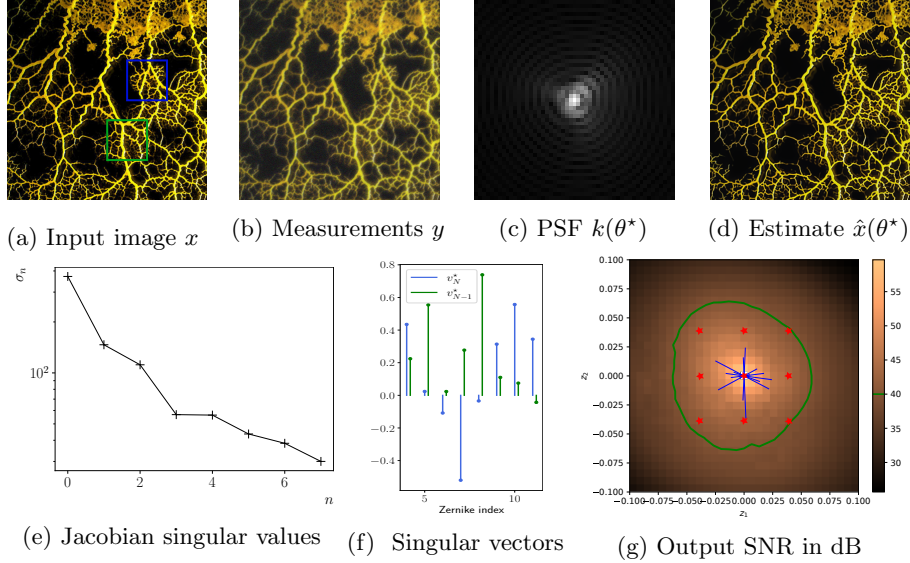 (a) Input image x
(b) Measurements y
(c) PSF k(θ⋆)
(d) Estimate x̂(θ⋆)
σₙ
10²
0 2 4 6
n
(e) Jacobian singular values
0.8
0.6
0.4
0.2
0.0
−0.2
−0.4
v⋆_N
v⋆_{N−1}
5 10
Zernike index
(f) Singular vectors
0.100
0.075
0.050
0.025
0.000
−0.025
−0.050
−0.075
−0.100
z₂
−0.100 −0.075 −0.050 −0.025 0.000 0.025 0.050 0.075 0.100
z₁
55
50
45
40
35
30
(g) Output SNR in dB